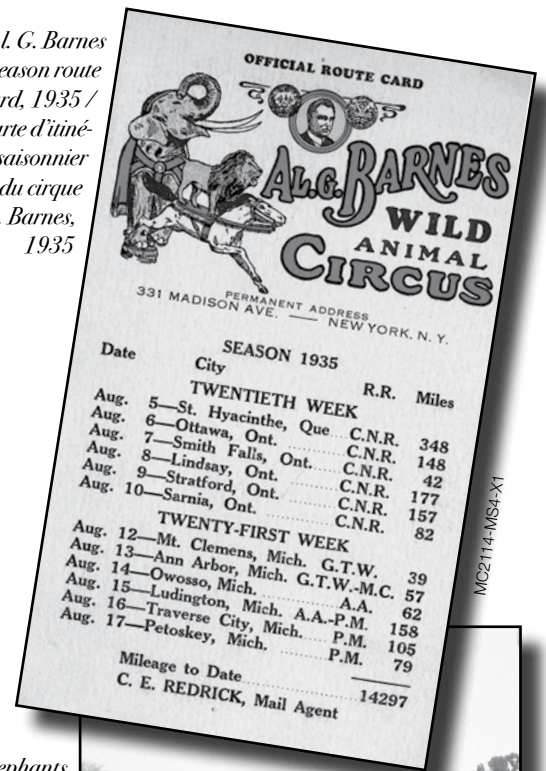 l. G. Barnes
eason route
rd, 1935 /
rte d'itiné-
saisonnier
du cirque
. Barnes,
1935
OFFICIAL ROUTE CARD
AL.G. BARNES
WILD
ANIMAL
CIRCUS
PERMANENT ADDRESS
331 MADISON AVE. — NEW YORK, N. Y.
SEASON 1935
Date City R.R. Miles
TWENTIETH WEEK
Aug. 5—St. Hyacinthe, Que.... C.N.R. 348
Aug. 6—Ottawa, Ont. ............ C.N.R. 148
Aug. 7—Smith Falls, Ont. ...... C.N.R. 42
Aug. 8—Lindsay, Ont. ............ C.N.R. 177
Aug. 9—Stratford, Ont. .......... C.N.R. 157
Aug. 10—Sarnia, Ont. ............ C.N.R. 82
TWENTY-FIRST WEEK
Aug. 12—Mt. Clemens, Mich. G.T.W. 39
Aug. 13—Ann Arbor, Mich. G.T.W.-M.C. 57
Aug. 14—Owosso, Mich. ............ A.A. 62
Aug. 15—Ludington, Mich. A.A.-P.M. 158
Aug. 16—Traverse City, Mich. .... P.M. 105
Aug. 17—Petoskey, Mich. .......... P.M. 79
Mileage to Date .................... 14297
C. E. REDRICK, Mail Agent
MC2114-MS4-X1
ephants